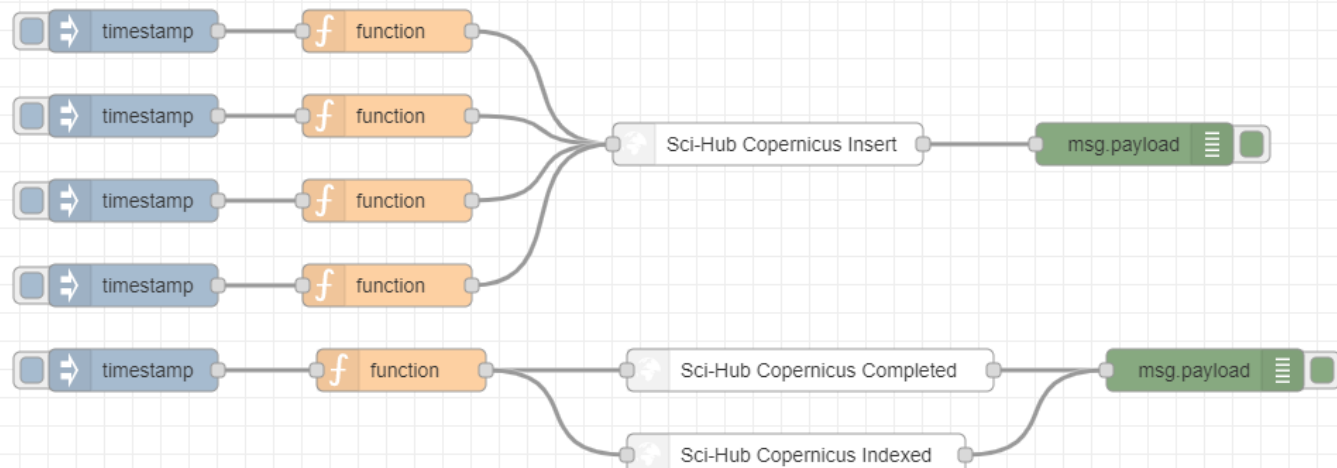 timestamp function
timestamp function
Sci-Hub Copernicus Insert msg.payload
timestamp function
timestamp function
timestamp function Sci-Hub Copernicus Completed msg.payload
Sci-Hub Copernicus Indexed